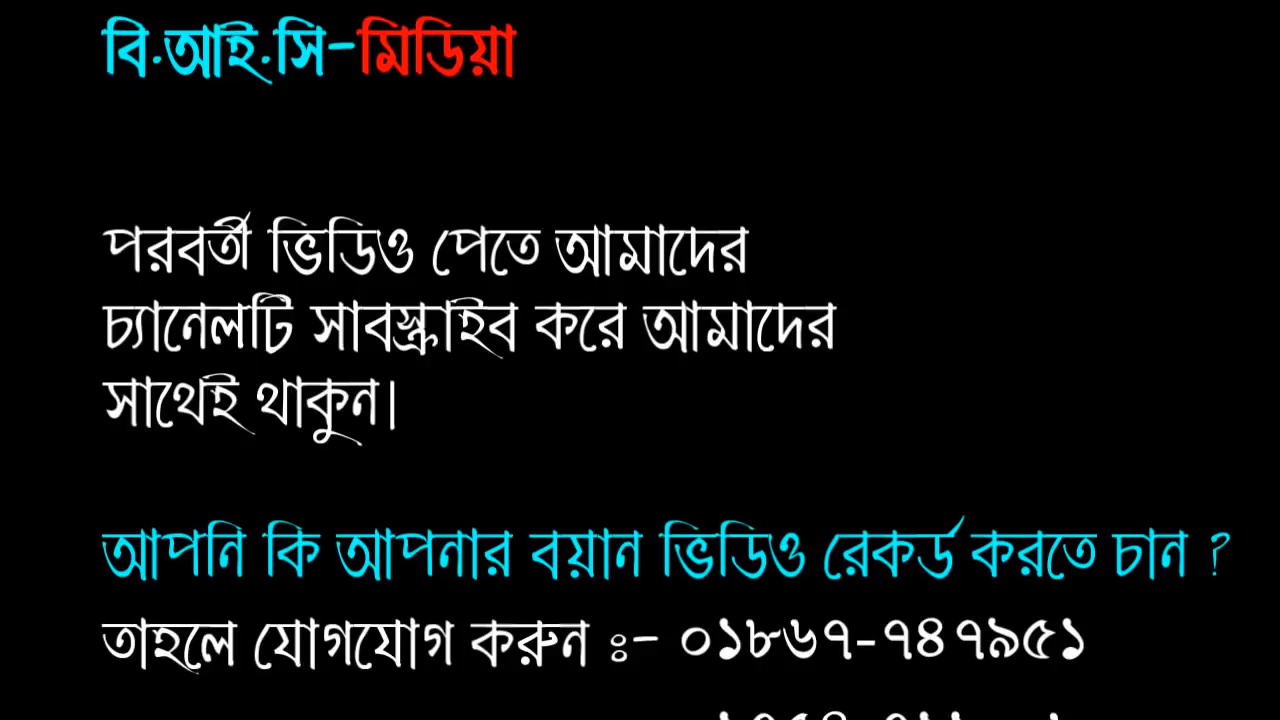 বি.আই.সি-মিডিয়া
পরবর্তী ভিডিও পেতে আমাদের
চ্যানেলটি সাবস্ক্রাইব করে আমাদের
সাথেই থাকুন।
আপনি কি আপনার বয়ান ভিডিও রেকর্ড করতে চান ?
তাহলে যোগযোগ করুন ঃ- ০১৮৬৭-৭৪৭৯৫১